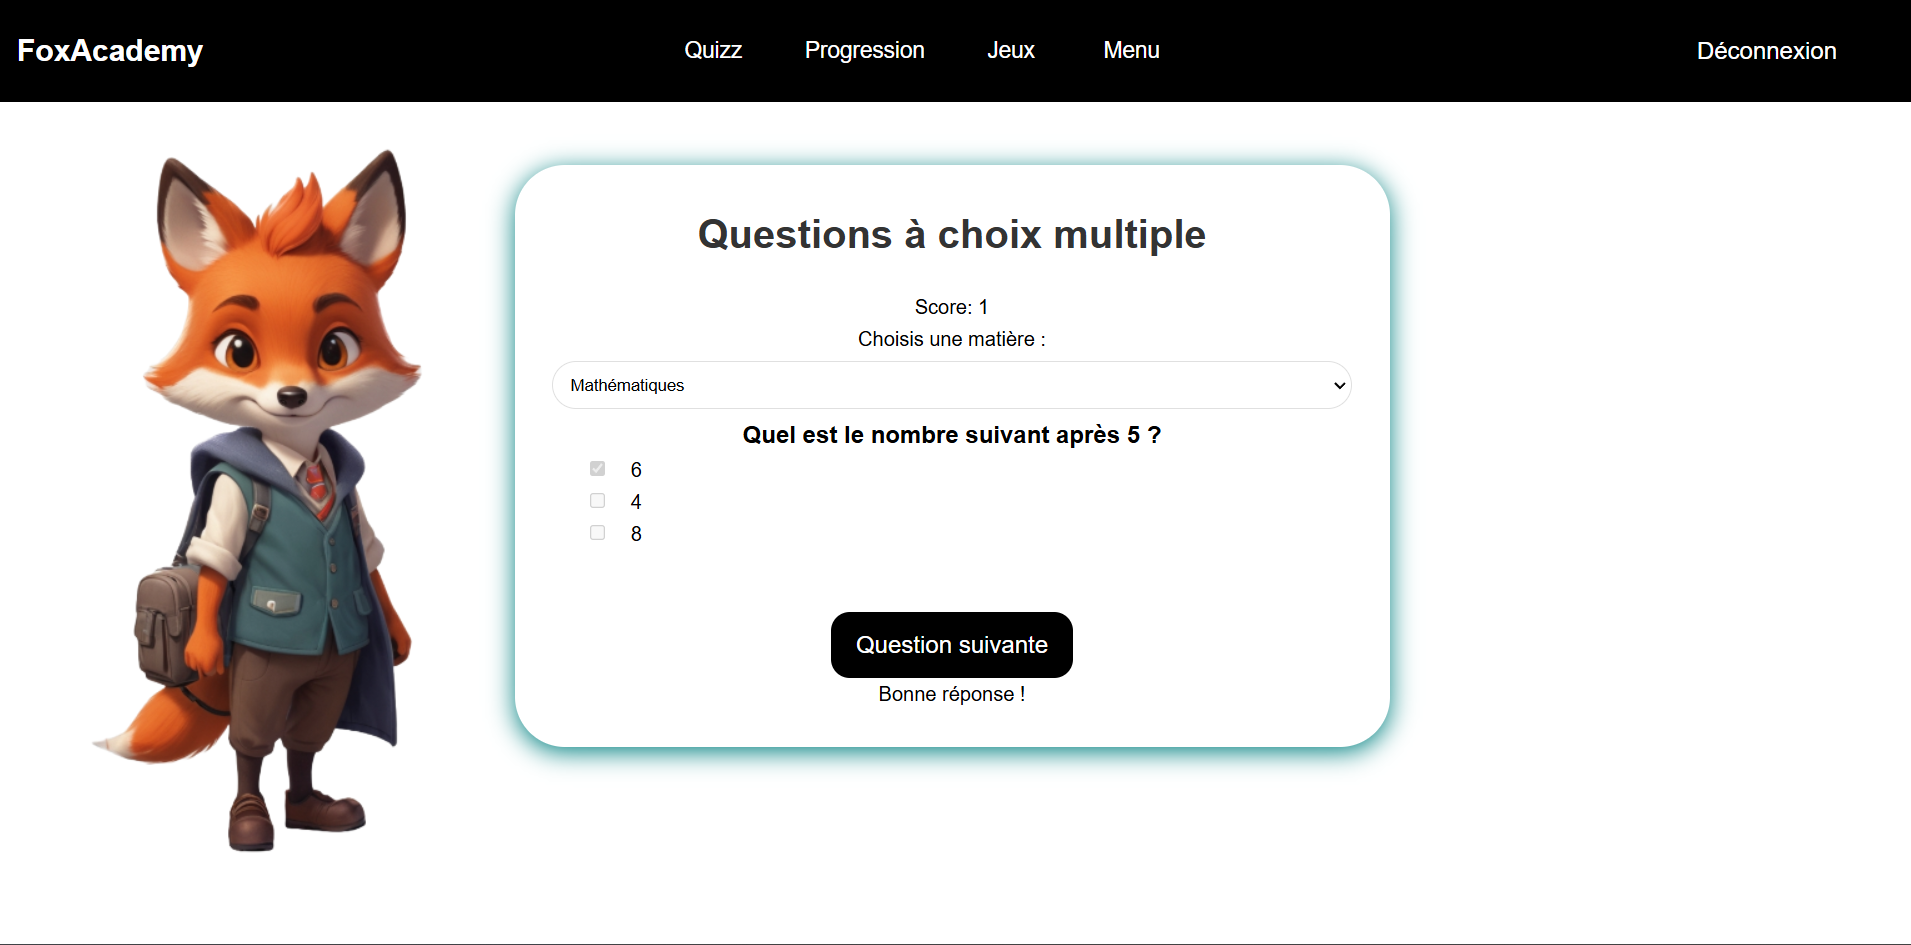 FoxAcademy
Quizz
Progression
Jeux
Menu
Déconnexion
Questions à choix multiple
Score: 1
Choisis une matière :
Mathématiques
Quel est le nombre suivant après 5 ?
6
4
8
Question suivante
Bonne réponse !